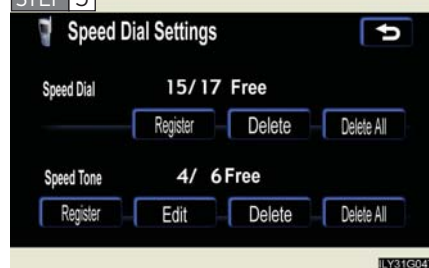 STEP 5
Speed Dial Settings
Speed Dial 15/17 Free
Register Delete Delete All
Speed Tone 4/ 6 Free
Register Edit Delete Delete All
ILY31G04